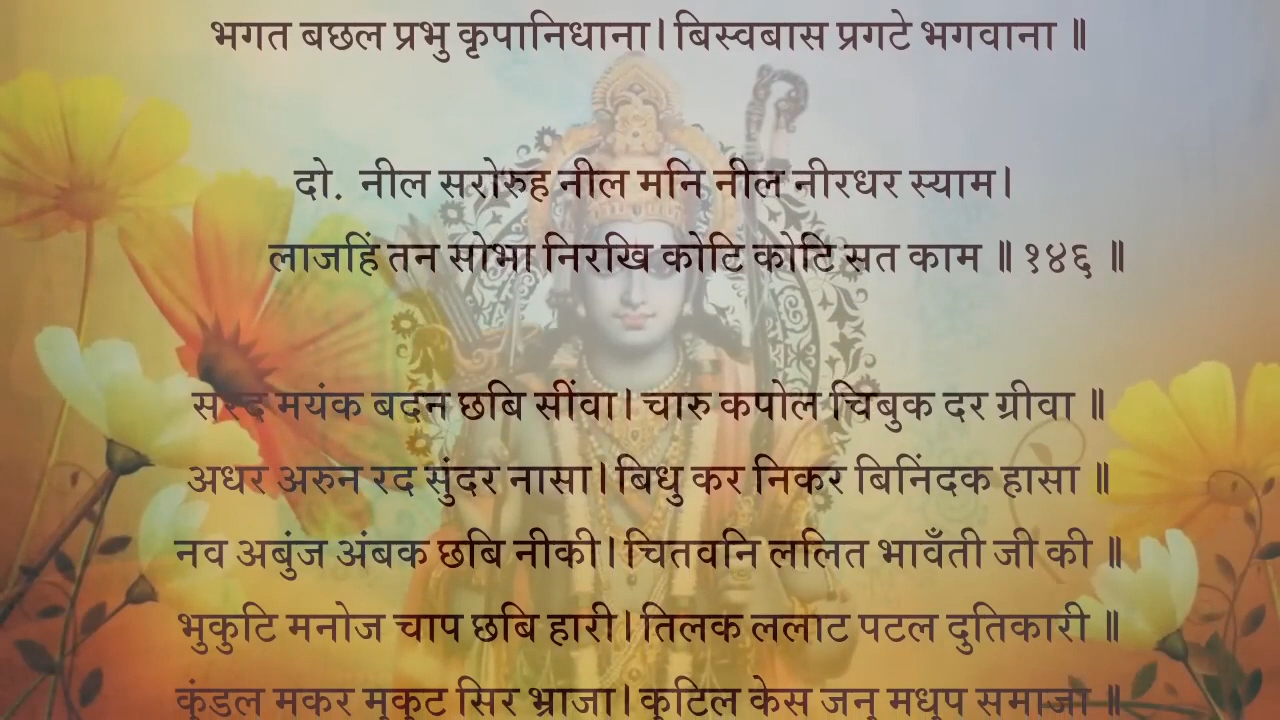 भगत बछल प्रभु कृपानिधाना। बिस्वबास प्रगटे भगवाना ॥
दो. नील सरोरुह नील मनि नील नीरधर स्याम।
लाजहिं तन सोभा निरखि कोटि कोटि सत काम ॥ १४६ ॥
सरद मयंक बदन छबि सींवा। चारु कपोल चिबुक दर ग्रीवा ॥
अधर अरुन रद सुंदर नासा। बिधु कर निकर बिनिंदक हासा ॥
नव अबुंज अंबक छबि नीकी। चितवनि ललित भावँती जी की ॥
भुकुटि मनोज चाप छबि हारी। तिलक ललाट पटल दुतिकारी ॥
कुंडल मकर मुकुट सिर भ्राजा। कुटिल केस जनु मधुप समाजा ॥